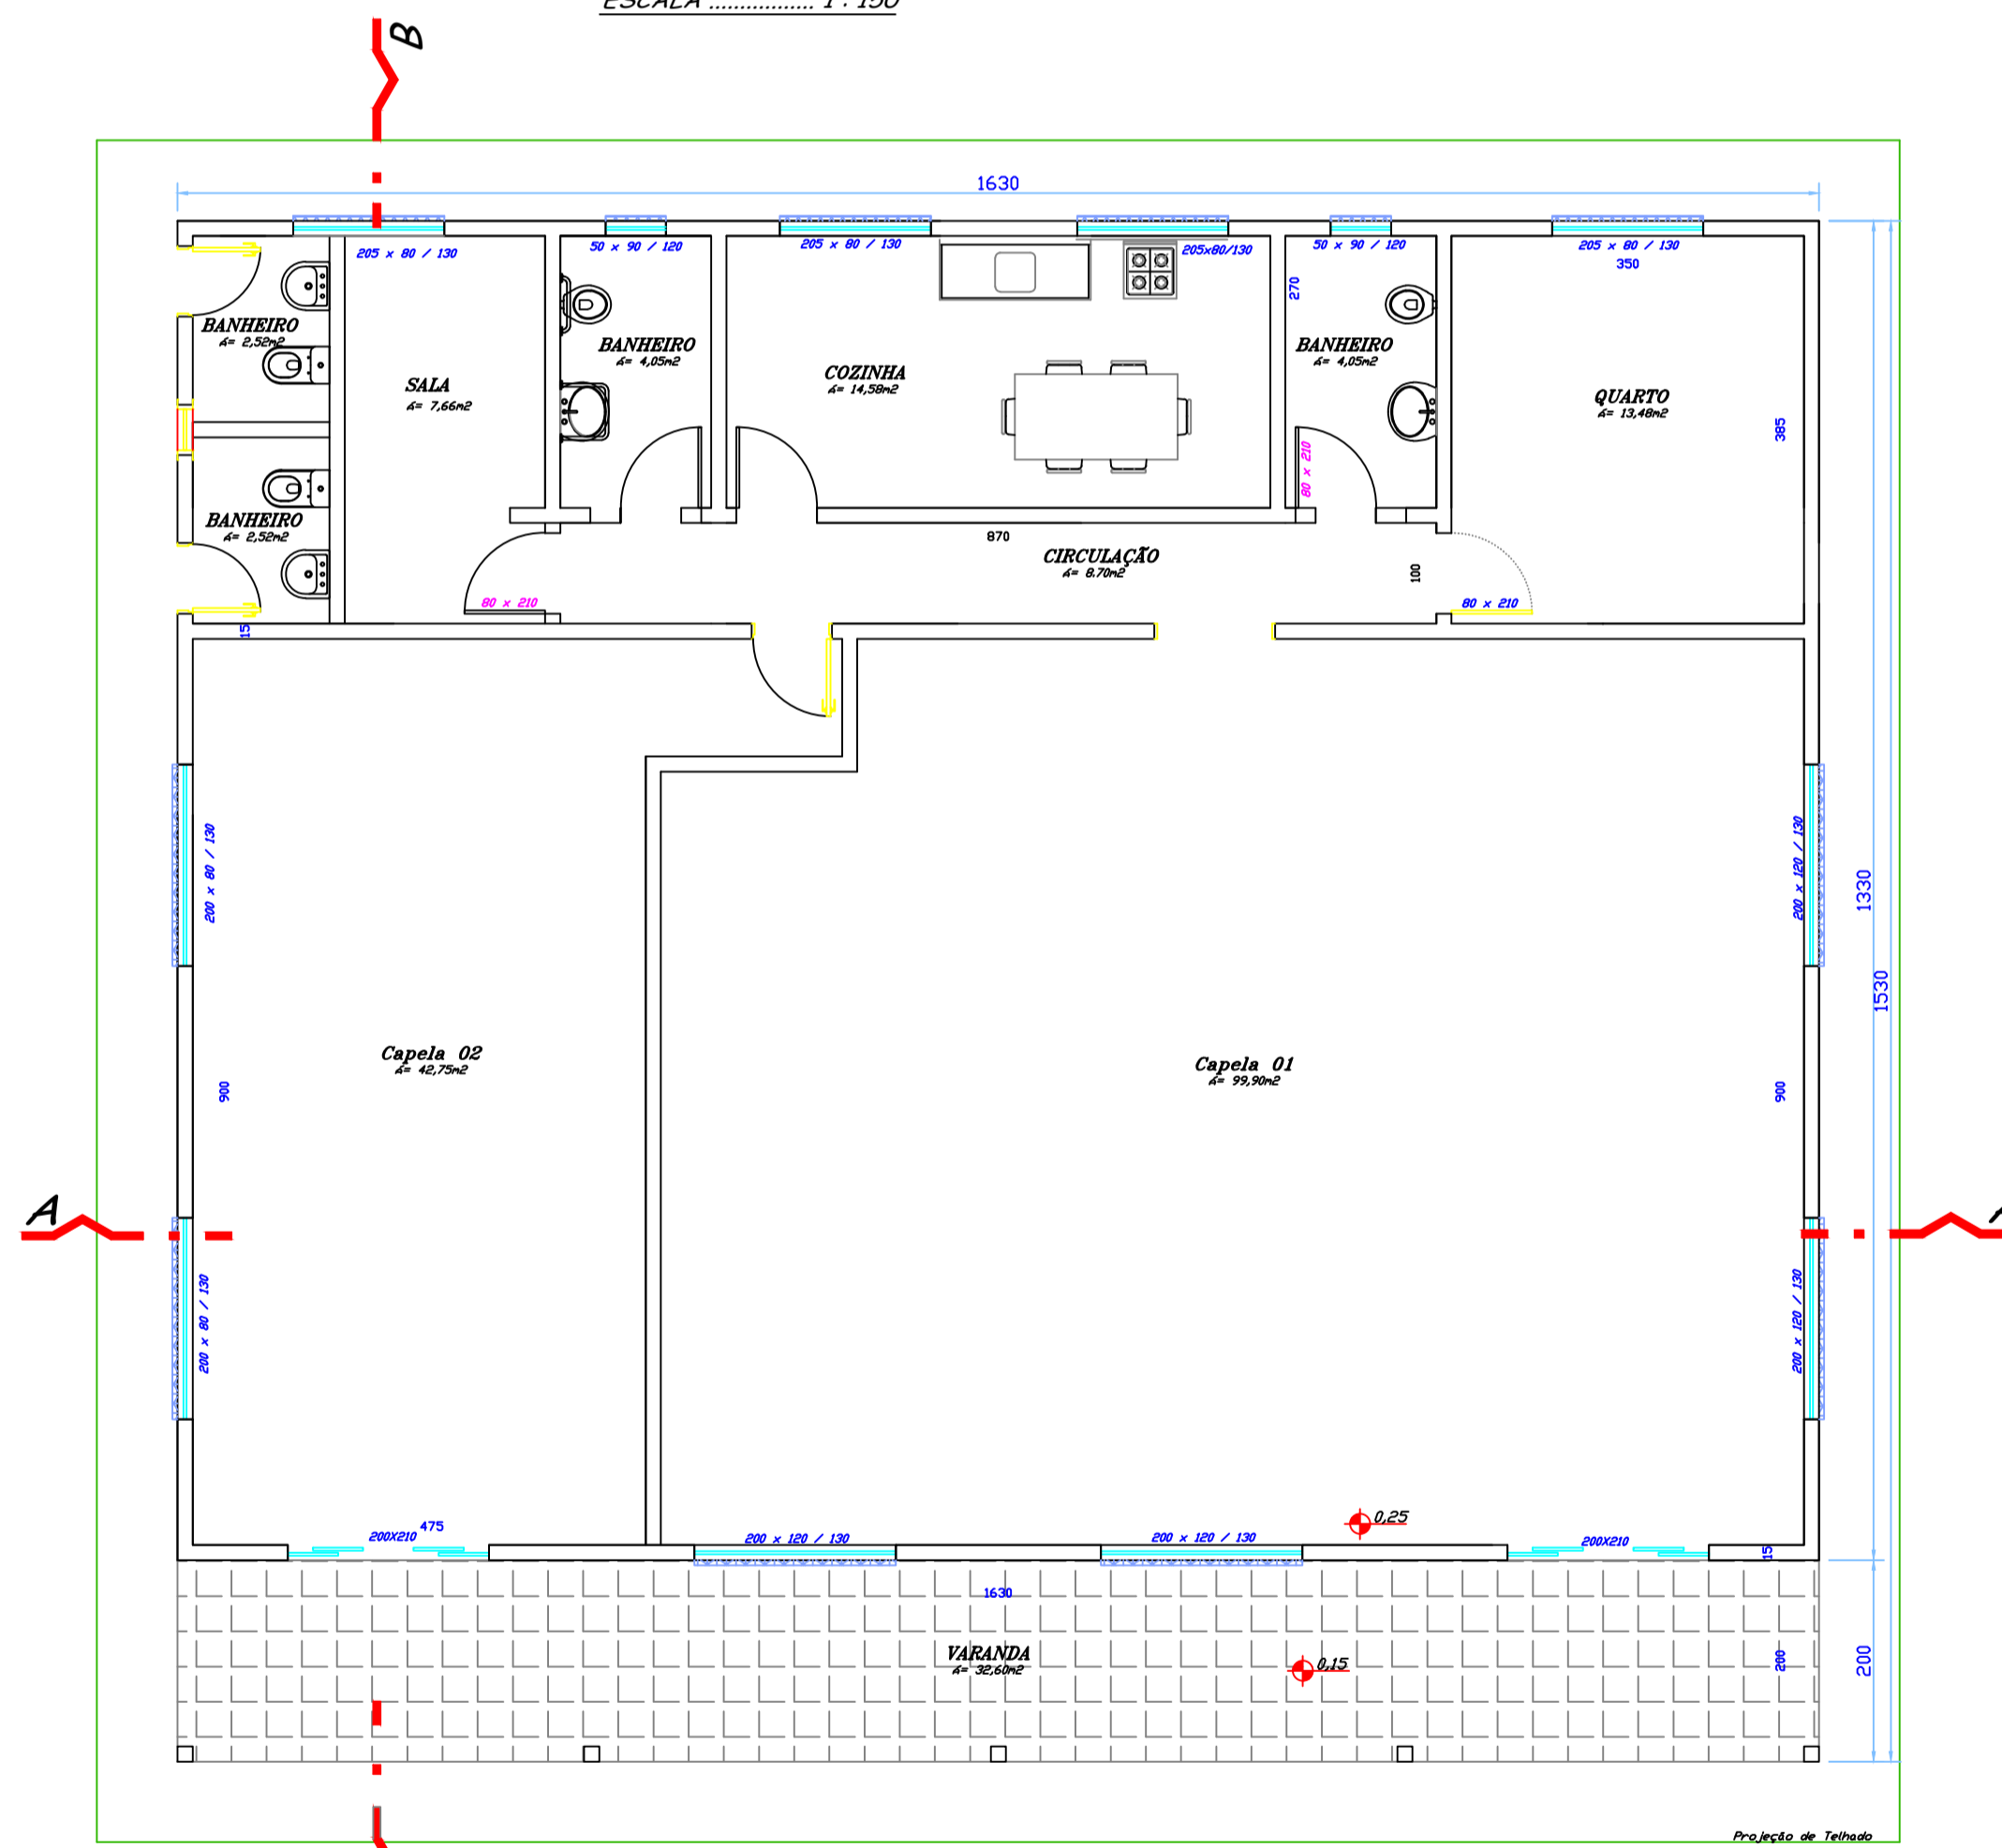 ESCALA ................. 1 : 150
B
1630
205 x 80 / 130
50 x 90 / 120
205 x 80 / 130
205x80/130
50 x 90 / 120
205 x 80 / 130
350
270
BANHEIRO
A= 2,52m2
BANHEIRO
A= 4,05m2
BANHEIRO
A= 4,05m2
COZINHA
A= 14,58m2
SALA
A= 7,66m2
QUARTO
A= 13,48m2
385
80 x 210
BANHEIRO
A= 2,52m2
870
CIRCULAÇÃO
A= 8.70m2
100
80 x 210
80 x 210
15
200 x 80 / 130
200 x 120 / 130
1330
1530
Capela 02
A= 42,75m2
Capela 01
A= 99,90m2
900
900
A
200 x 80 / 130
200 x 120 / 130
475
200X210
200 x 120 / 130
200 x 120 / 130
0,25
200X210
15
1630
VARANDA
A= 32,60m2
0,15
200
200
Projeção de Telhado